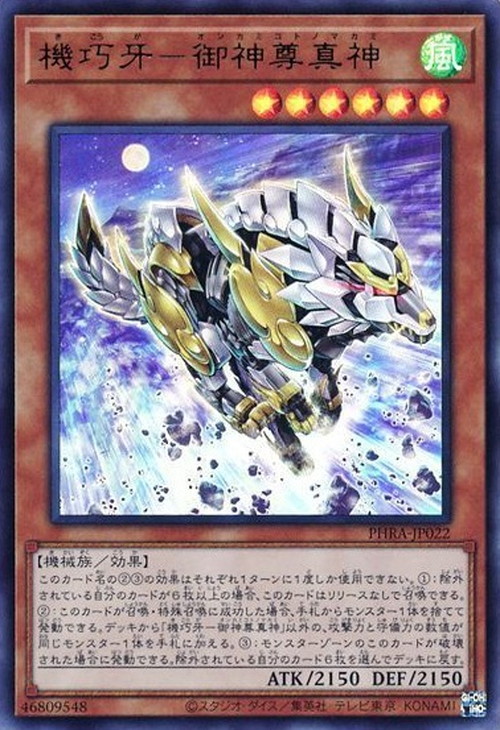 機巧牙－御神尊真神
風
PHRA-JP022
【機械族／効果】
このカード名の②③の効果はそれぞれ１ターンに１度しか使用できない。①：除外
されている自分のカードが６枚以上の場合、このカードはリリースなしで召喚できる。
②：このカードが召喚・特殊召喚に成功した場合、手札からモンスター１体を捨てて
発動できる。デッキから「機巧牙－御神尊真神」以外の、攻撃力と守備力の数値が
同じモンスター１体を手札に加える。③：モンスターゾーンのこのカードが破壊
された場合に発動できる。除外されている自分のカード６枚を選んでデッキに戻す。
ATK/2150 DEF/2150
46809548 ©スタジオ・ダイス／集英社 テレビ東京 KONAMI